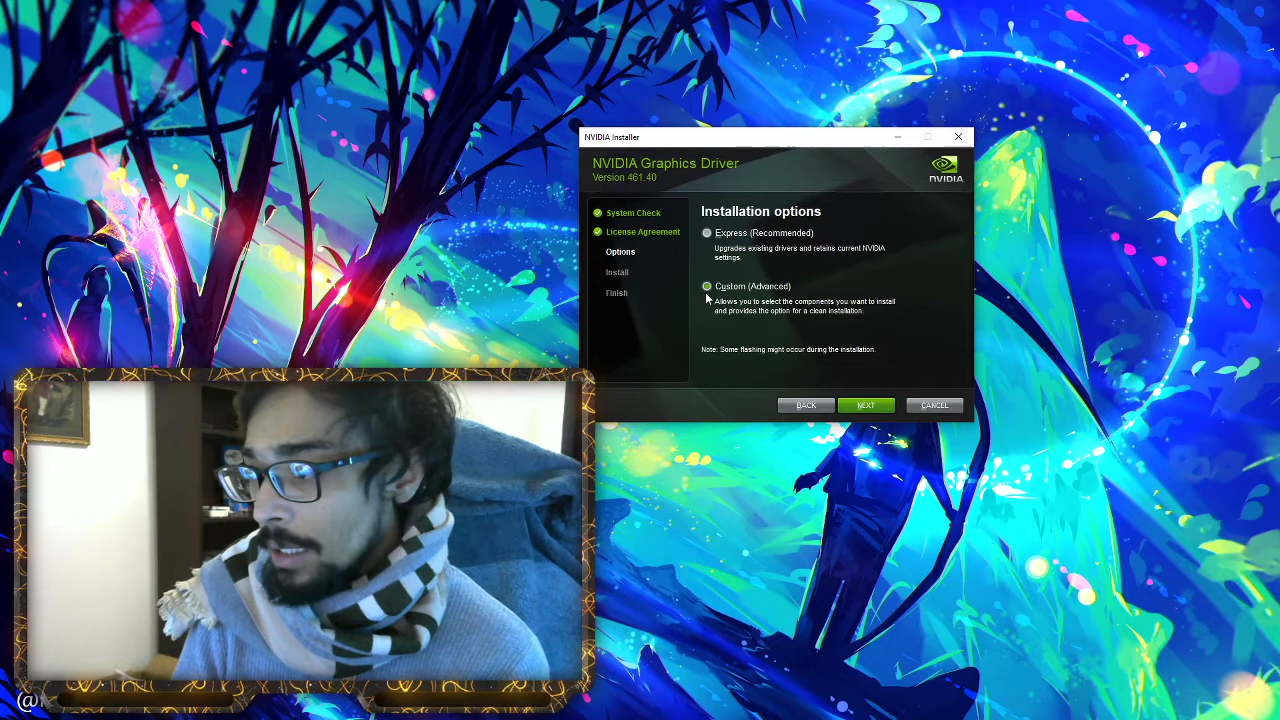 NVIDIA Installer
NVIDIA Graphics Driver
Version 461.40
NVIDIA
System Check
License Agreement
Options
Install
Finish
Installation options
Express (Recommended)
Upgrades existing drivers and retains current NVIDIA
settings.
Custom (Advanced)
Allows you to select the components you want to install
and provides the option for a clean installation.
Note: Some flashing might occur during the installation.
BACK
NEXT
CANCEL